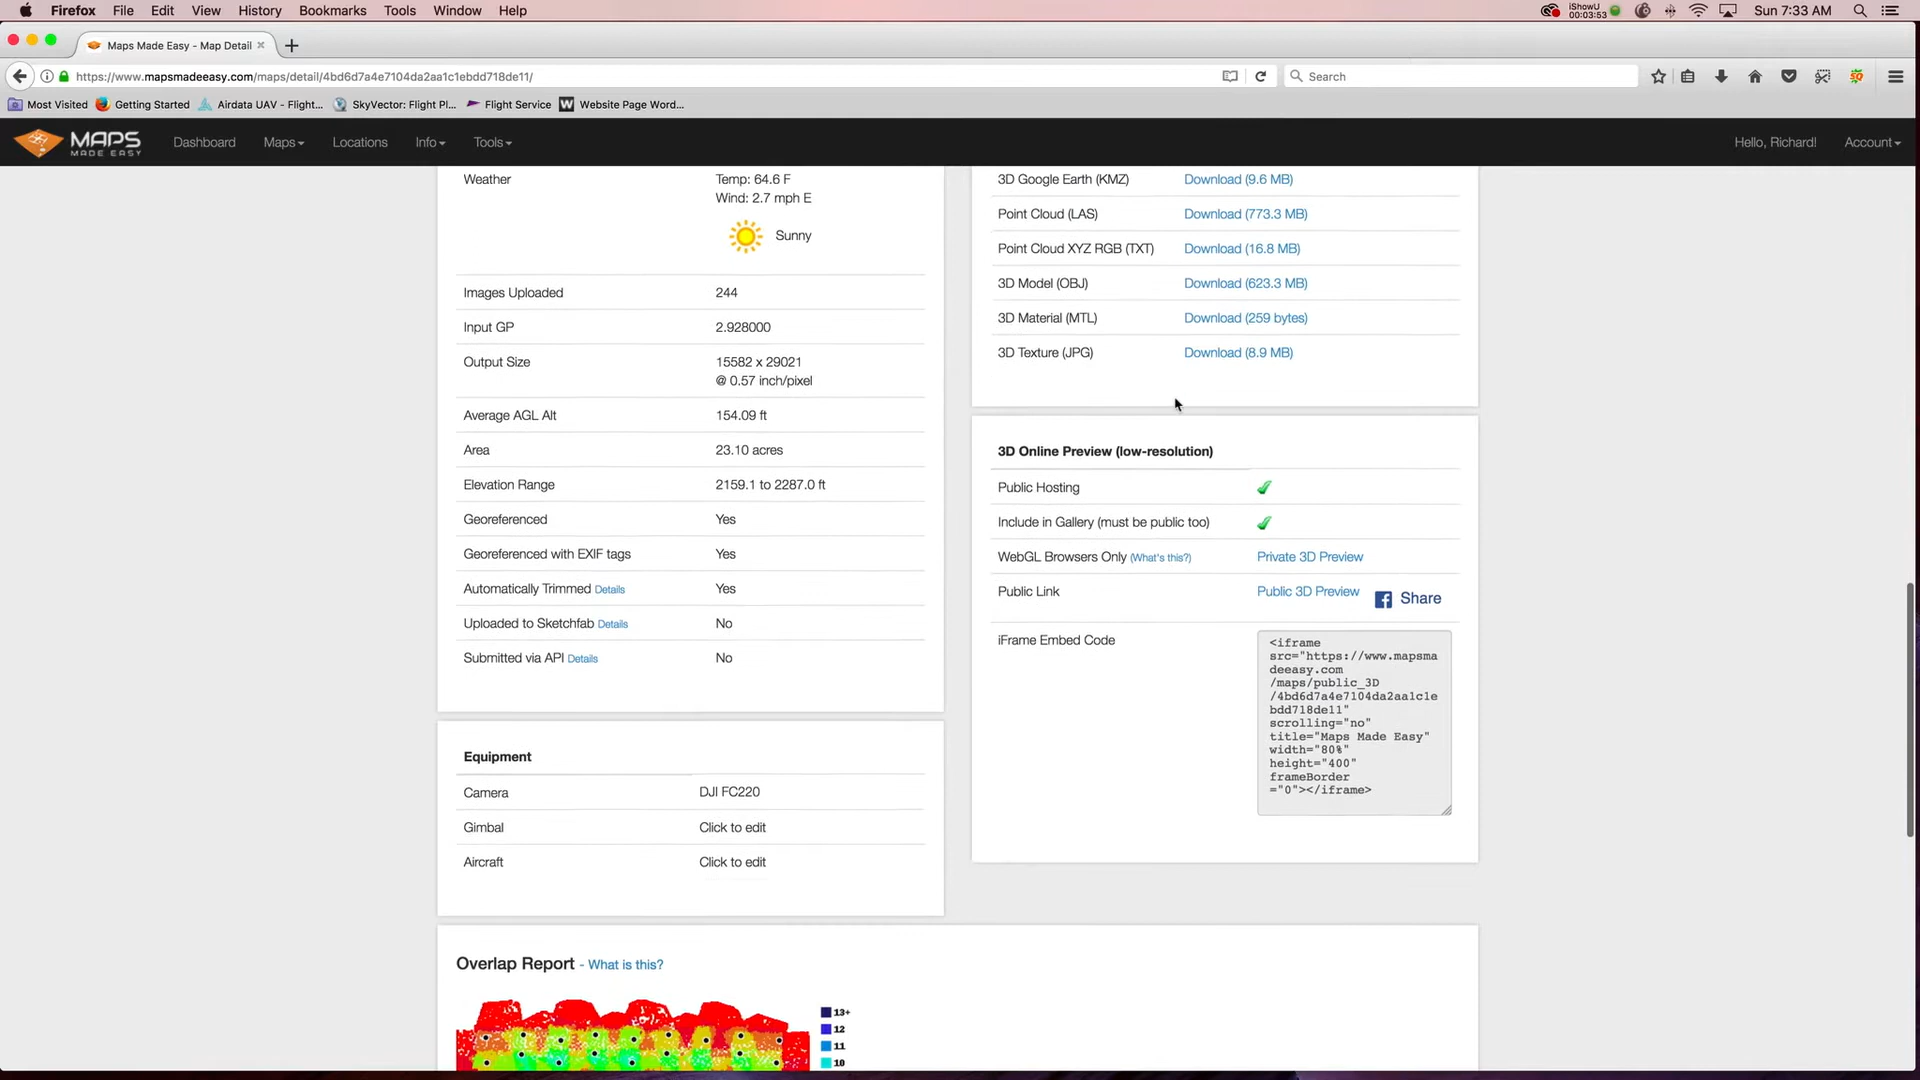 Firefox File Edit View History Bookmarks Tools Window Help
iShowU
00:03:53
Sun 7:33 AM
Maps Made Easy - Map Detail
https://www.mapsmadeeasy.com/maps/detail/4bd6d7a4e7104da2aa1c1ebdd718de11/
Search
Most Visited Getting Started Airdata UAV - Flight... SkyVector: Flight Pl... Flight Service Website Page Word...
MAPS
MADE EASY
Dashboard Maps Locations Info Tools
Hello, Richard! Account
Weather
Temp: 64.6 F
Wind: 2.7 mph E
Sunny
Images Uploaded 244
Input GP 2.928000
Output Size 15582 x 29021
@ 0.57 inch/pixel
Average AGL Alt 154.09 ft
Area 23.10 acres
Elevation Range 2159.1 to 2287.0 ft
Georeferenced Yes
Georeferenced with EXIF tags Yes
Automatically Trimmed Details Yes
Uploaded to Sketchfab Details No
Submitted via API Details No
Equipment
Camera DJI FC220
Gimbal Click to edit
Aircraft Click to edit
3D Google Earth (KMZ) Download (9.6 MB)
Point Cloud (LAS) Download (773.3 MB)
Point Cloud XYZ RGB (TXT) Download (16.8 MB)
3D Model (OBJ) Download (623.3 MB)
3D Material (MTL) Download (259 bytes)
3D Texture (JPG) Download (8.9 MB)
3D Online Preview (low-resolution)
Public Hosting
Include in Gallery (must be public too)
WebGL Browsers Only (What's this?) Private 3D Preview
Public Link Public 3D Preview Share
iFrame Embed Code
<iframe
src="https://www.mapsma
deeasy.com
/maps/public_3D
/4bd6d7a4e7104da2aa1c1e
bdd718de11"
scrolling="no"
title="Maps Made Easy"
width="80%"
height="400"
frameBorder
="0"></iframe>
Overlap Report - What is this?
13+
12
11
10